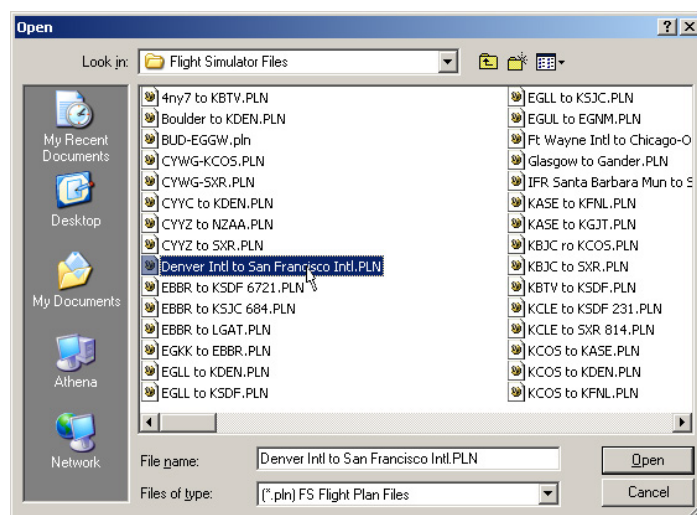 Open
Look in:
Flight Simulator Files
My Recent
Documents
Desktop
My Documents
Athena
Network
4ny7 to KBTV.PLN
Boulder to KDEN.PLN
BUD-EGGW.pln
CYWG-KCOS.PLN
CYWG-SXR.PLN
CYYC to KDEN.PLN
CYYZ to NZAA.PLN
CYYZ to SXR.PLN
Denver Intl to San Francisco Intl.PLN
EBBR to KSDF 6721.PLN
EBBR to KSJC 684.PLN
EBBR to LGAT.PLN
EGKK to EBBR.PLN
EGLL to KDEN.PLN
EGLL to KSDF.PLN
EGLL to KSJC.PLN
EGUL to EGNM.PLN
Ft Wayne Intl to Chicago-O
Glasgow to Gander.PLN
IFR Santa Barbara Mun to S
KASE to KFNL.PLN
KASE to KGJT.PLN
KBJC ro KCOS.PLN
KBJC to SXR.PLN
KBTV to KSDF.PLN
KCLE to KSDF 231.PLN
KCLE to SXR 814.PLN
KCOS to KASE.PLN
KCOS to KDEN.PLN
KCOS to KFNL.PLN
File name:
Denver Intl to San Francisco Intl.PLN
Open
Files of type:
(*.pln) FS Flight Plan Files
Cancel